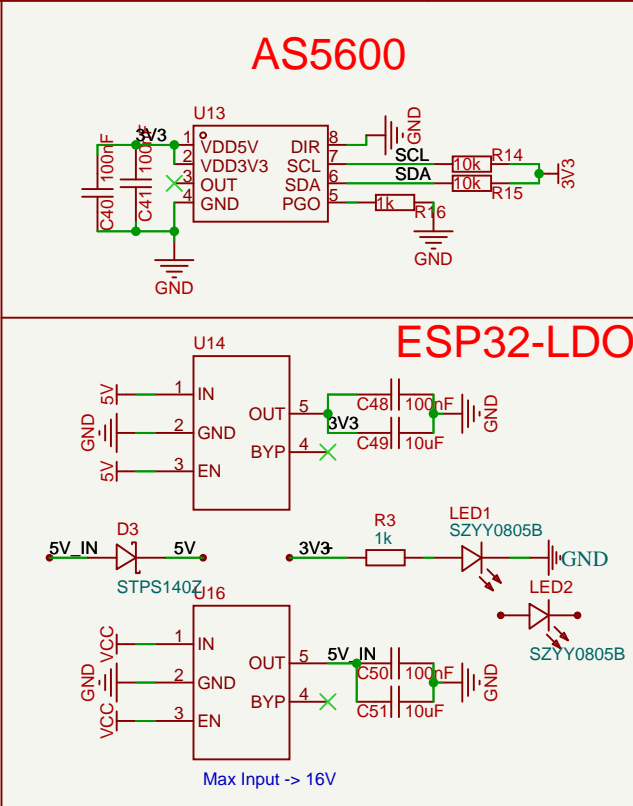 AS5600
U13
3V3
100nF
100nF
C40
C41
1 VDD5V
2 VDD3V3
3 OUT
4 GND
DIR 8
SCL 7
SDA 6
PGO 5
GND
SCL
SDA
10k R14
10k R15
3V3
1k R16
GND
GND
ESP32-LDO
U14
5V 1 IN
GND 2 GND
5V 3 EN
OUT 5
BYP 4
3V3
C48 100nF
C49 10uF
GND
D3
5V_IN 5V
STPS140Z
3V3
R3
1k
LED1
SZYY0805B
GND
LED2
SZYY0805B
U16
VCC 1 IN
GND 2 GND
VCC 3 EN
OUT 5
BYP 4
5V_IN
C50 100nF
C51 10uF
GND
Max Input -> 16V